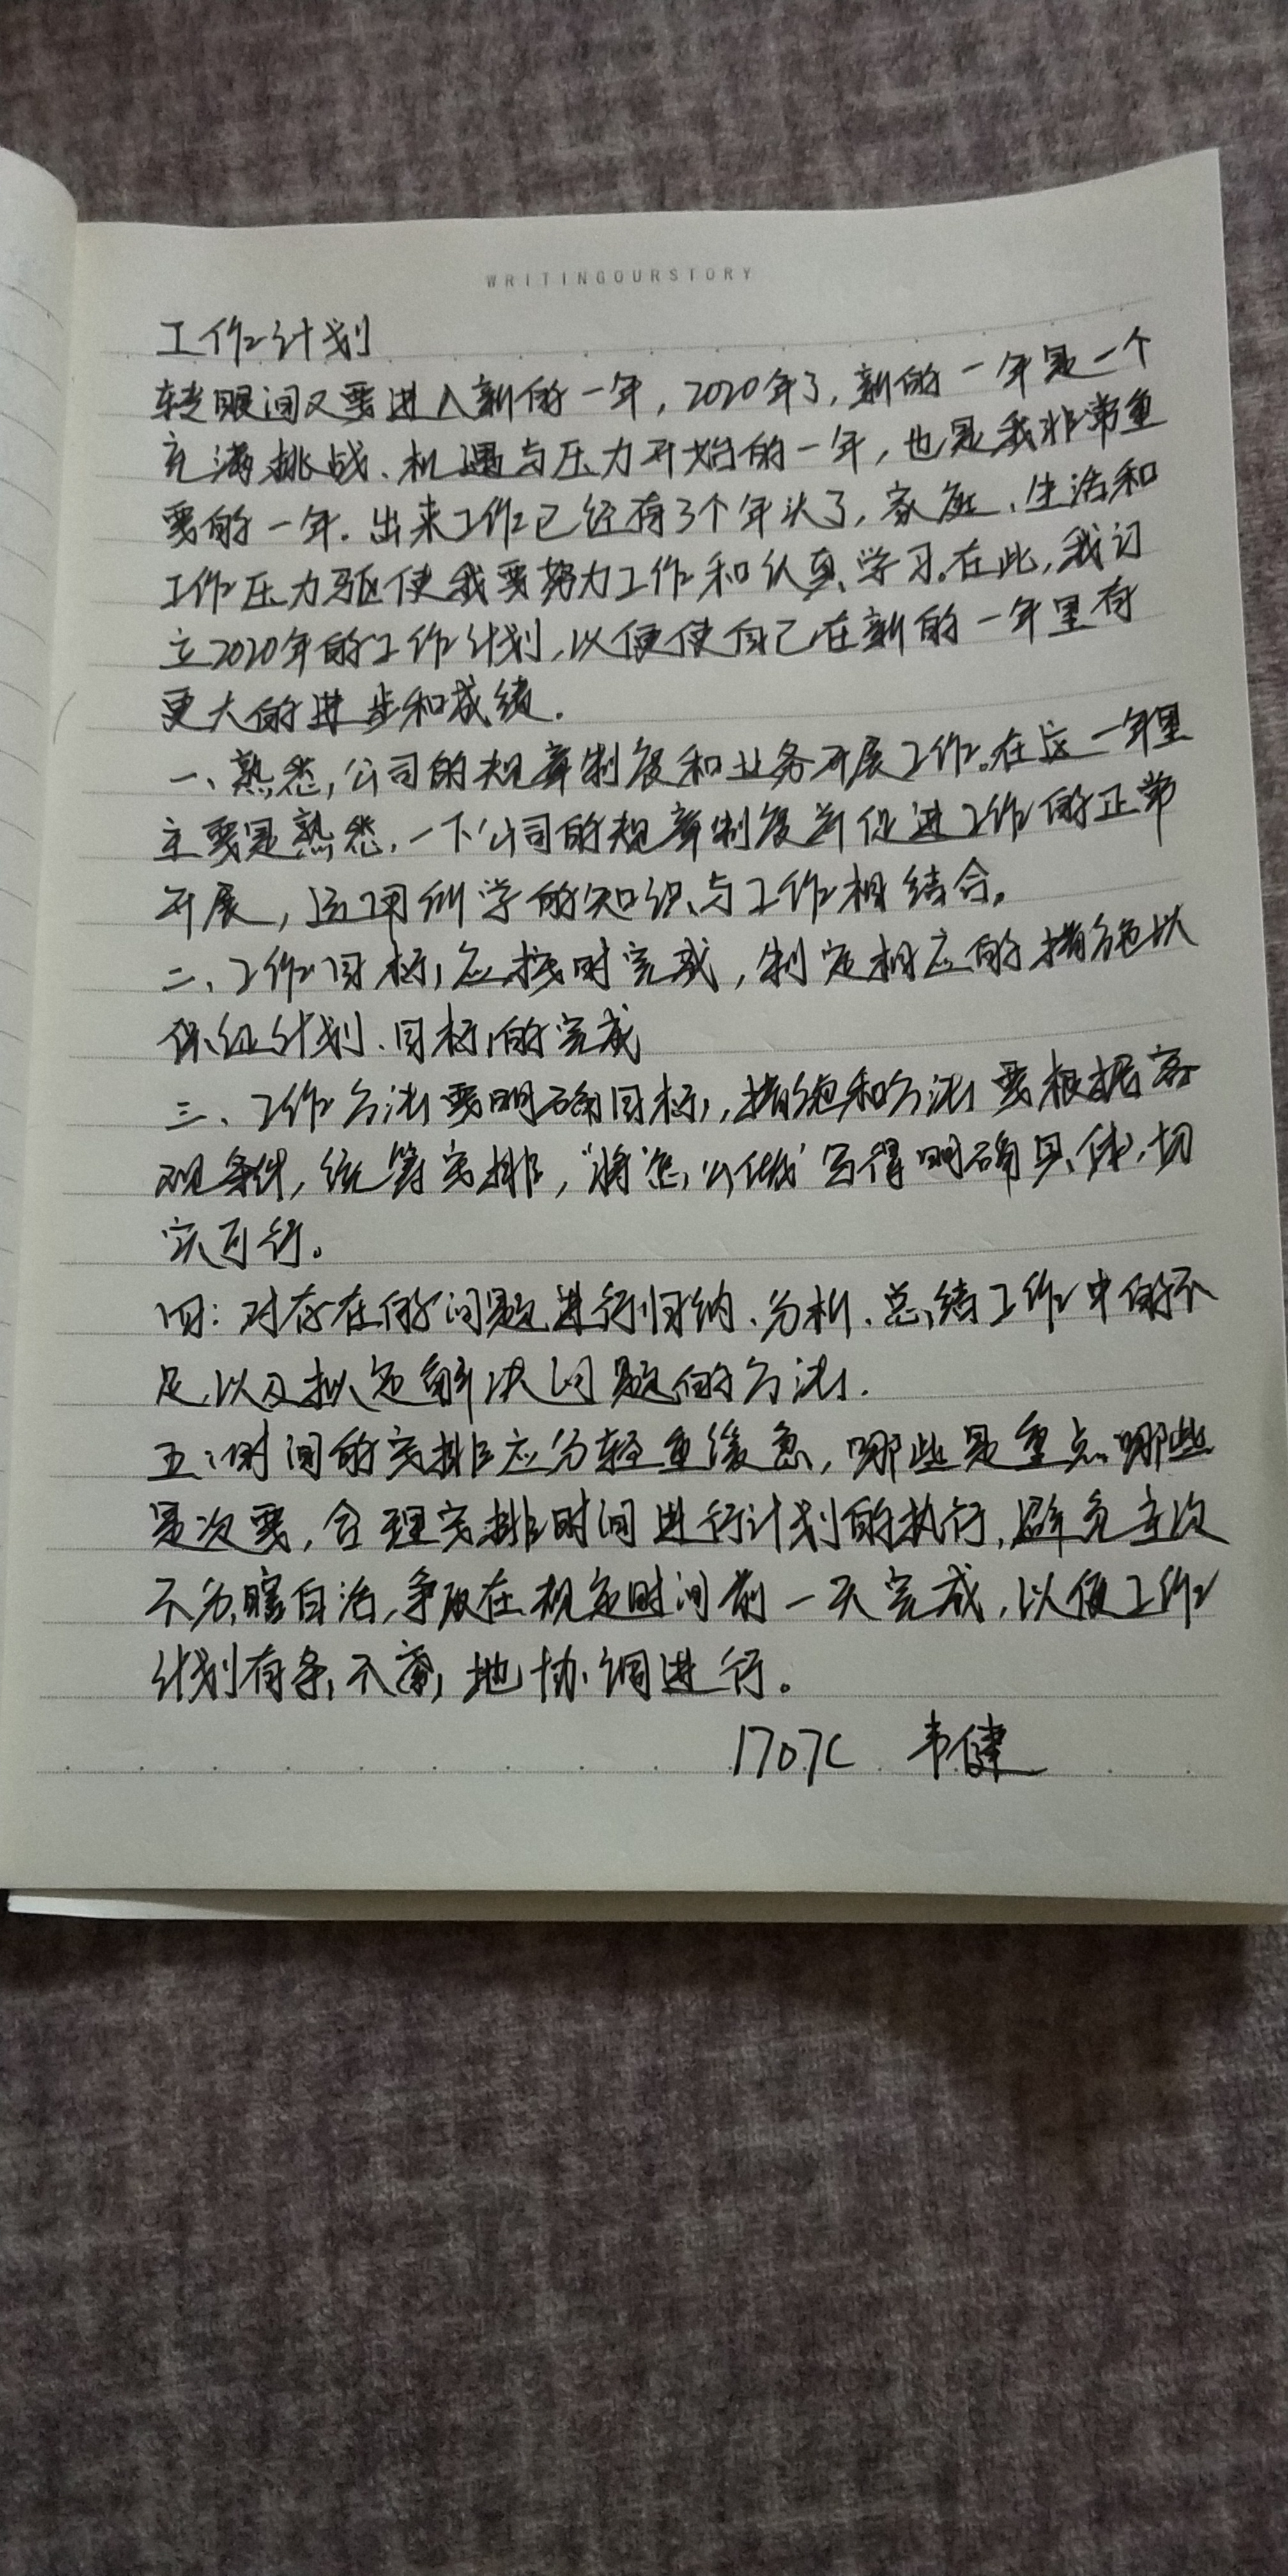 WRITINGOURSTORY
工作计划
转眼间又要进入新的一年，2020年了，新的一年是一个
充满挑战、机遇与压力开始的一年，也是我非常重
要的一年.出来工作已经有3个年头了,家庭、生活和
工作压力驱使我要努力工作和认真学习。在此,我订
立2020年的工作计划,以便使自己在新的一年里有
更大的进步和成绩.
一、熟悉,公司的规章制度和业务开展工作。在这一年里
主要是熟悉,一下公司的规章制度并促进工作的正常
开展，运用所学的知识与工作相结合。
二、工作目标,应按时完成，制定相应的措施以
保证计划、目标的完成
三、工作方法要明确目标,措施和方法要根据客
观条件,统筹安排,“将怎么做”写得明确具体、切
实可行。
四:对存在的问题进行归纳、分析、总结工作中的不
足,以及拟定解决问题的方法.
五:时间的安排应分轻重缓急,哪些是重点、哪些
是次要,合理安排时间进行计划的执行,避免主次
不分,瞎自治,争取在规定时间前一天完成,以便工作
计划有条不紊地协调进行。
1707C 韦健